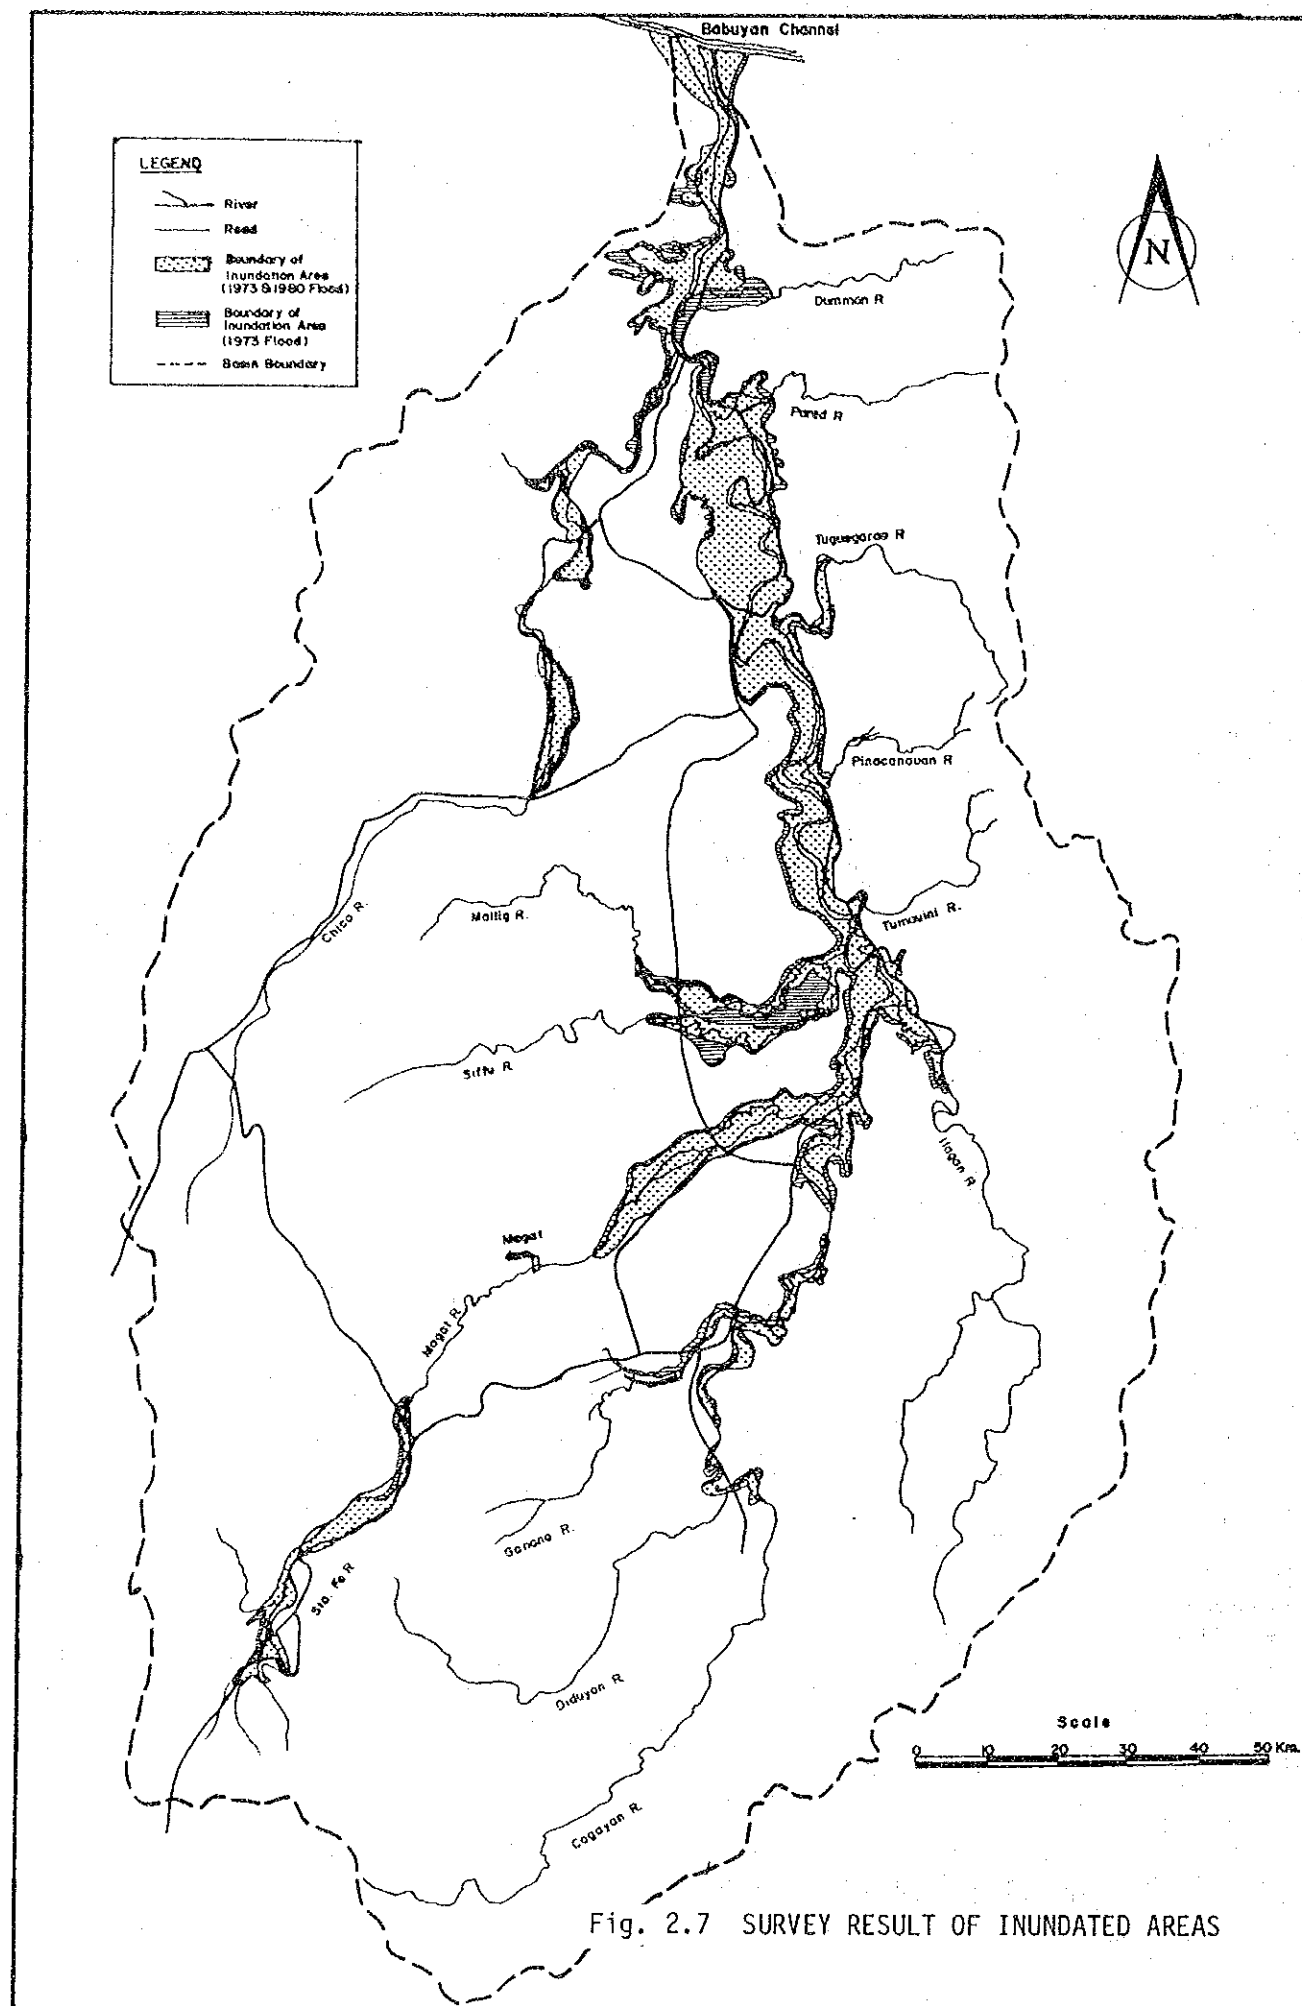 Babuyan Channel
LEGEND
River
Road
Boundary of
Inundation Area
(1973 & 1980 Flood)
Boundary of
Inundation Area
(1973 Flood)
Basin Boundary
N
Dummon R
Pared R
Tuguegarao R
Pinacanauan R
Tumauini R.
Mallig R.
Chico R.
Siffu R
Ilagan R
Magat
Magat R
Ganano R.
Sta. Fe R
Diduyon R
Cagayan R.
Scale
0 10 20 30 40 50 Km.
Fig. 2.7 SURVEY RESULT OF INUNDATED AREAS